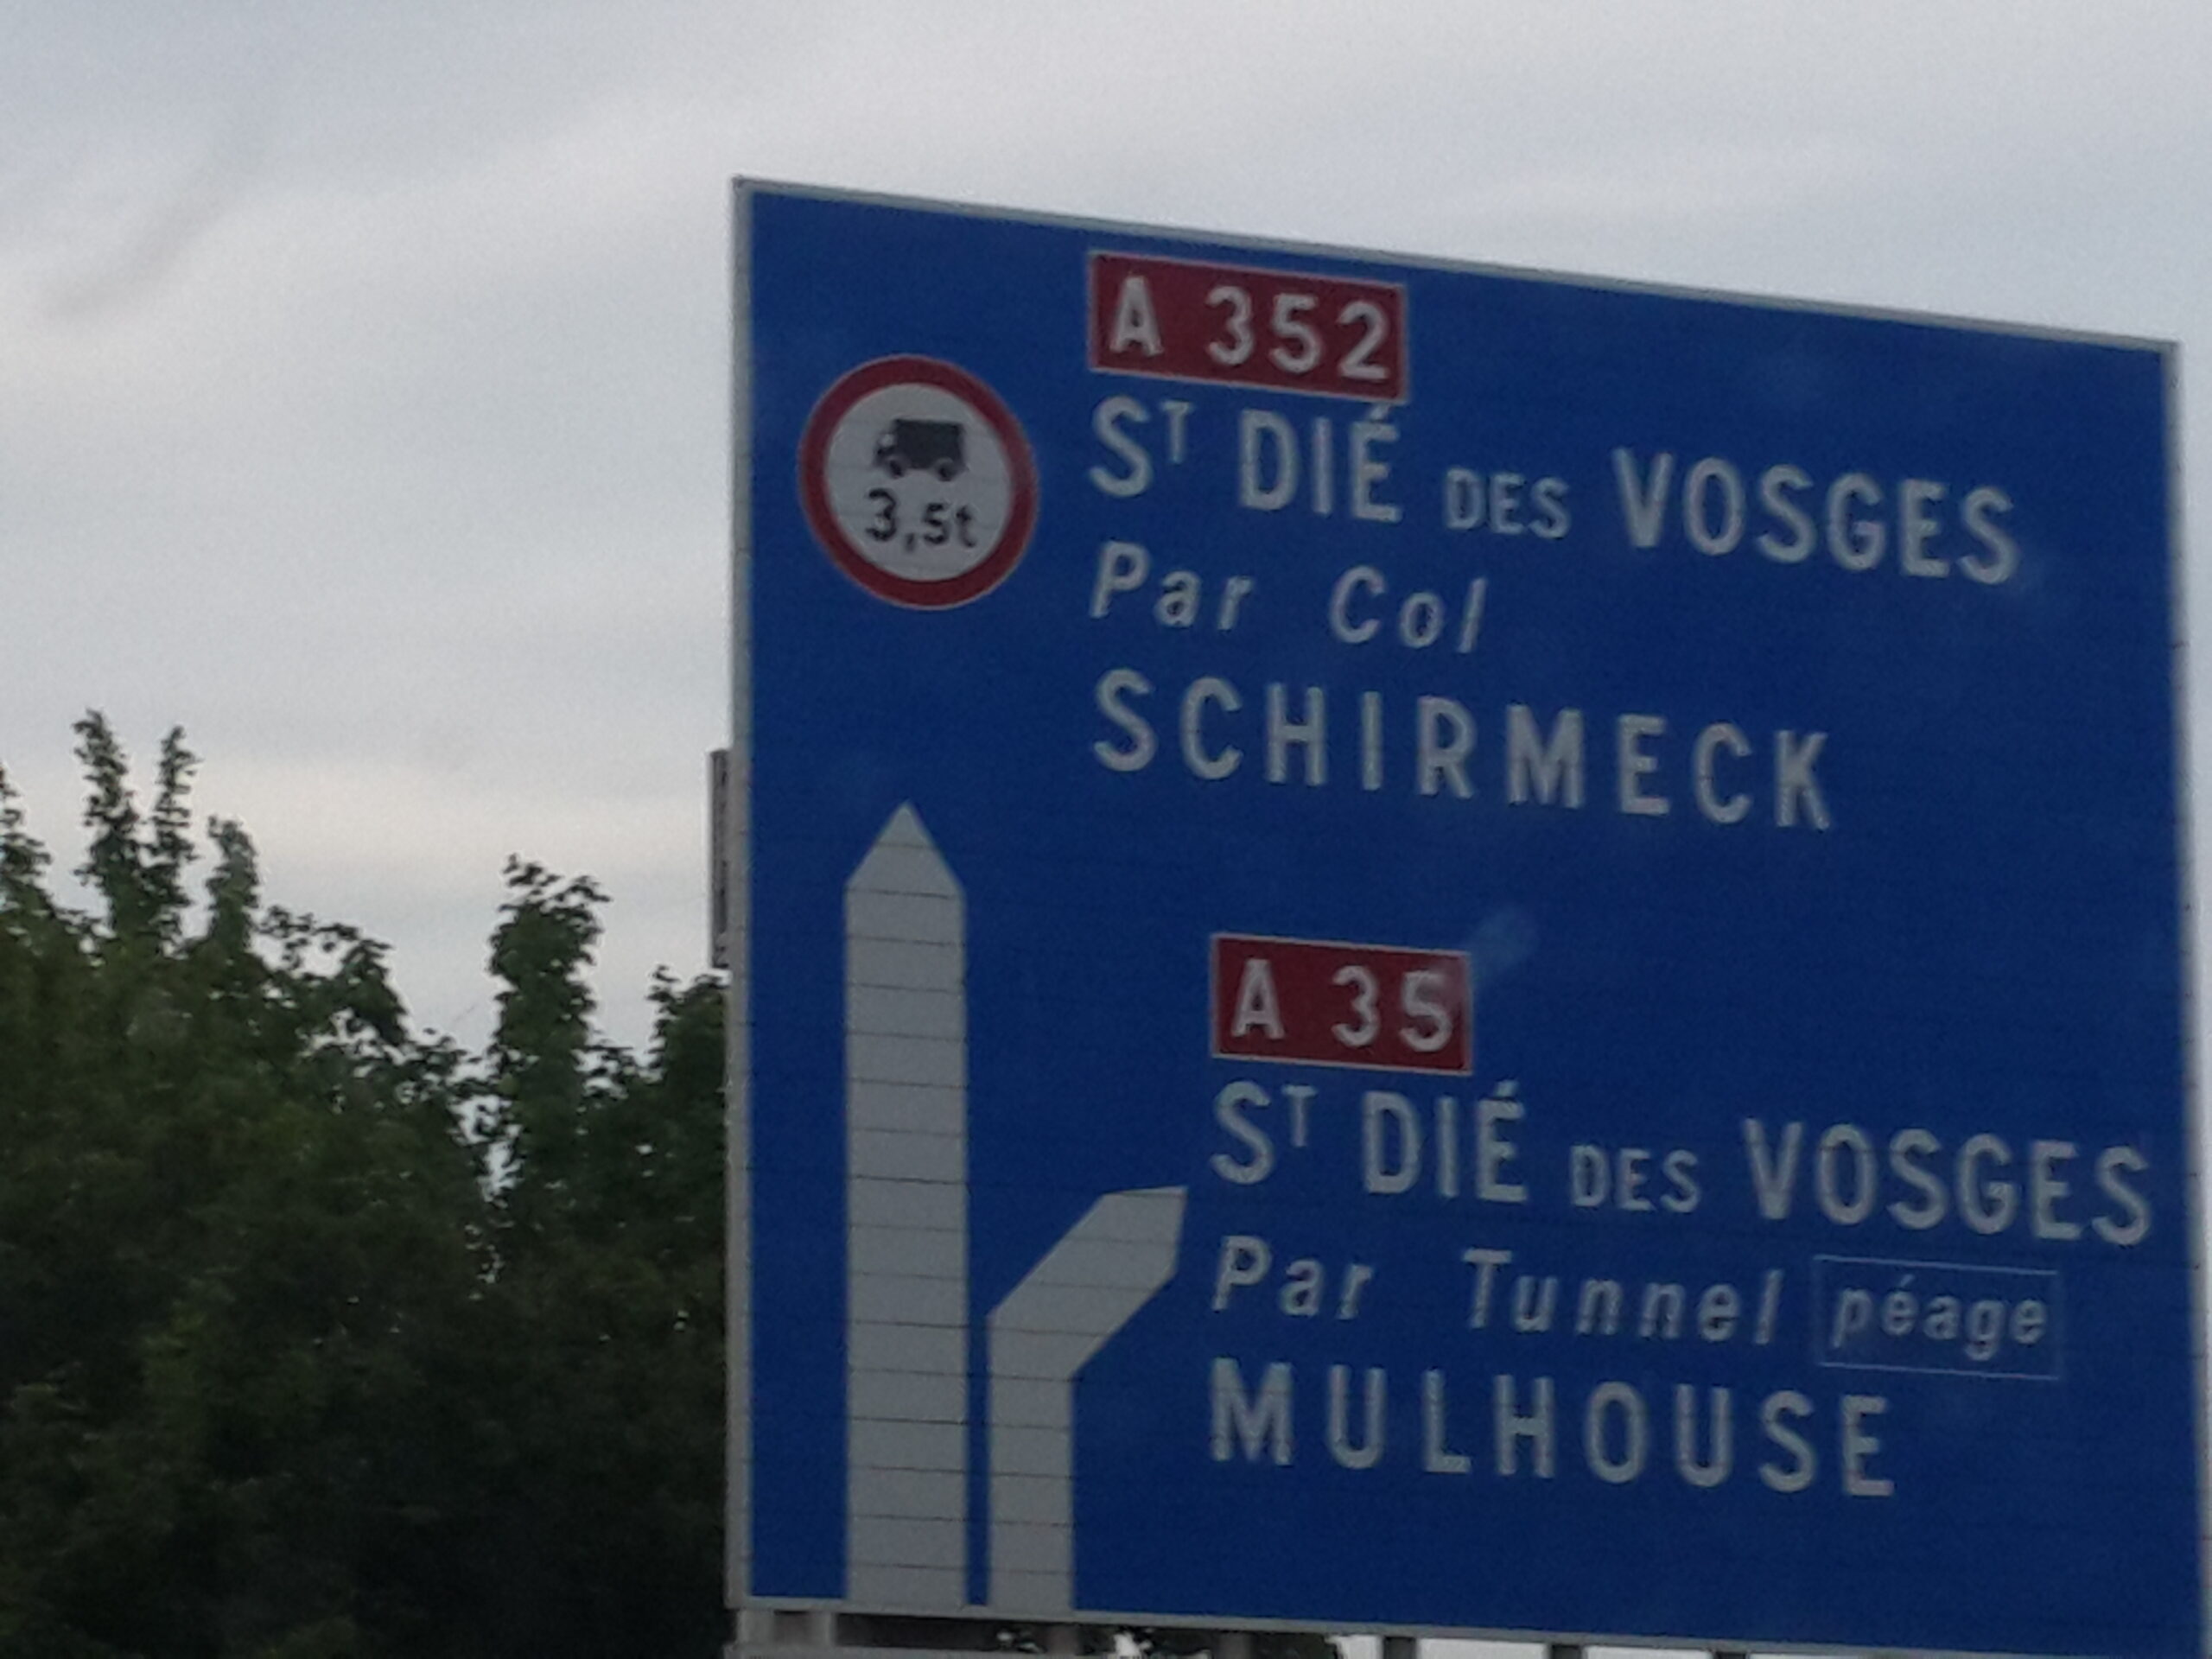 A 352
3,5t
ST DIÉ DES VOSGES
Par Col
SCHIRMECK
A 35
ST DIÉ DES VOSGES
Par Tunnel péage
MULHOUSE